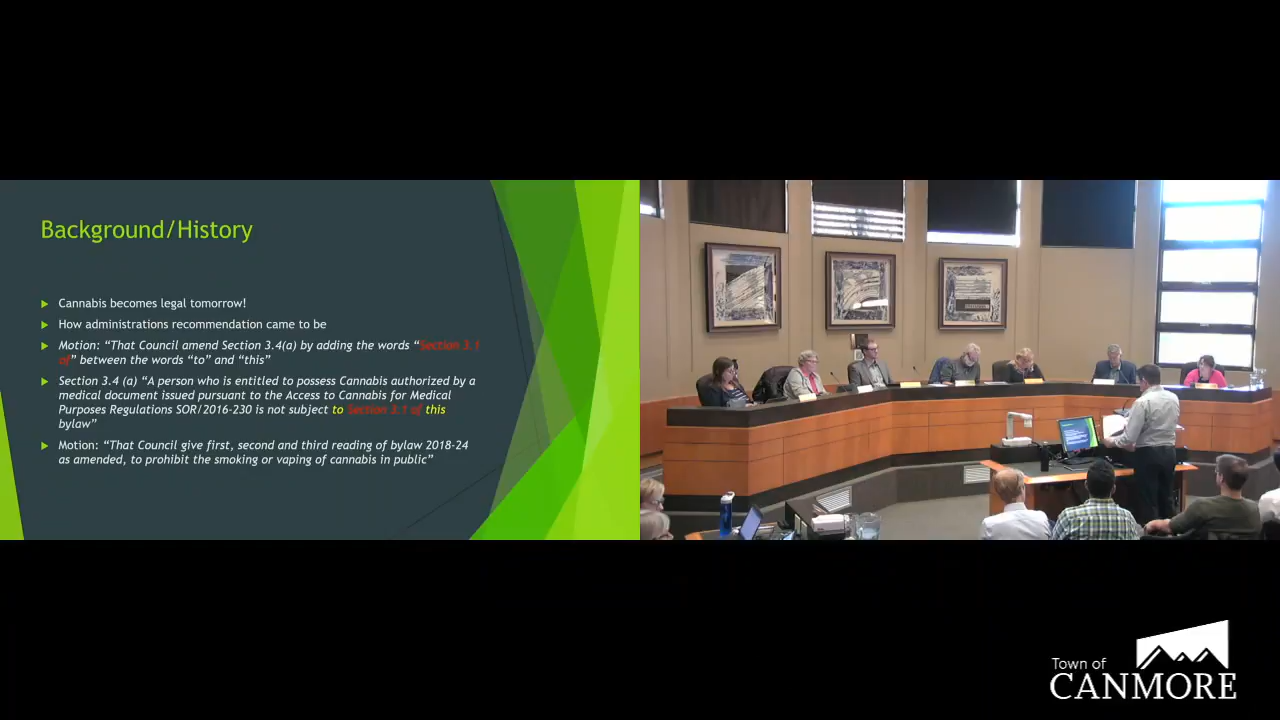 Background/History
Cannabis becomes legal tomorrow!
How administrations recommendation came to be
Motion: “That Council amend Section 3.4(a) by adding the words “Section 3.1
of” between the words “to” and “this”
Section 3.4 (a) “A person who is entitled to possess Cannabis authorized by a
medical document issued pursuant to the Access to Cannabis for Medical
Purposes Regulations SOR/2016-230 is not subject to Section 3.1 of this
bylaw”
Motion: “That Council give first, second and third reading of bylaw 2018-24
as amended, to prohibit the smoking or vaping of cannabis in public”
Town of
CANMORE